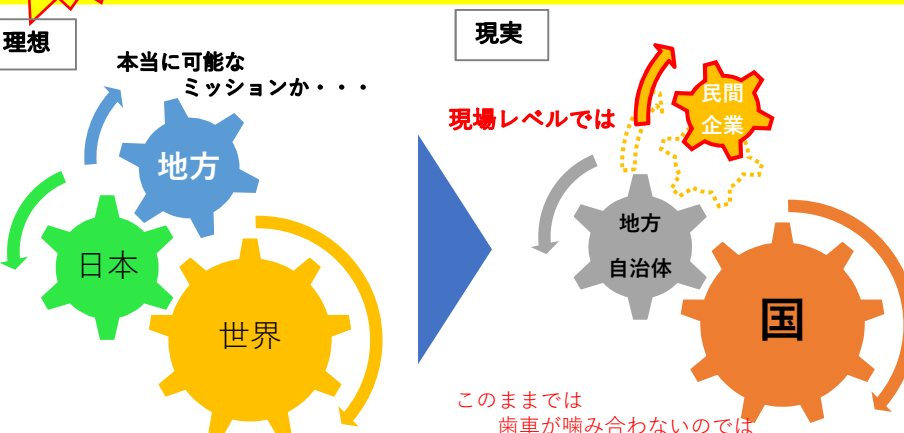 理想
本当に可能な
ミッションか・・・
地方
日本
世界
現実
現場レベルでは
民間
企業
地方
自治体
国
このままでは
歯車が噛み合わないのでは